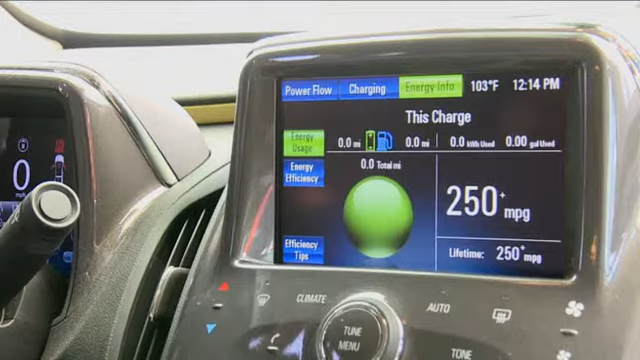 Power Flow Charging Energy Info 103°F 12:14 PM
This Charge
Energy Usage
0.0 mi 0.0 mi 0.0 kWh Used 0.00 gal Used
0.0 Total mi
Energy Efficiency
250+ mpg
Efficiency Tips
Lifetime: 250+ mpg
0
mph
CLIMATE
AUTO
TUNE
MENU
TONE